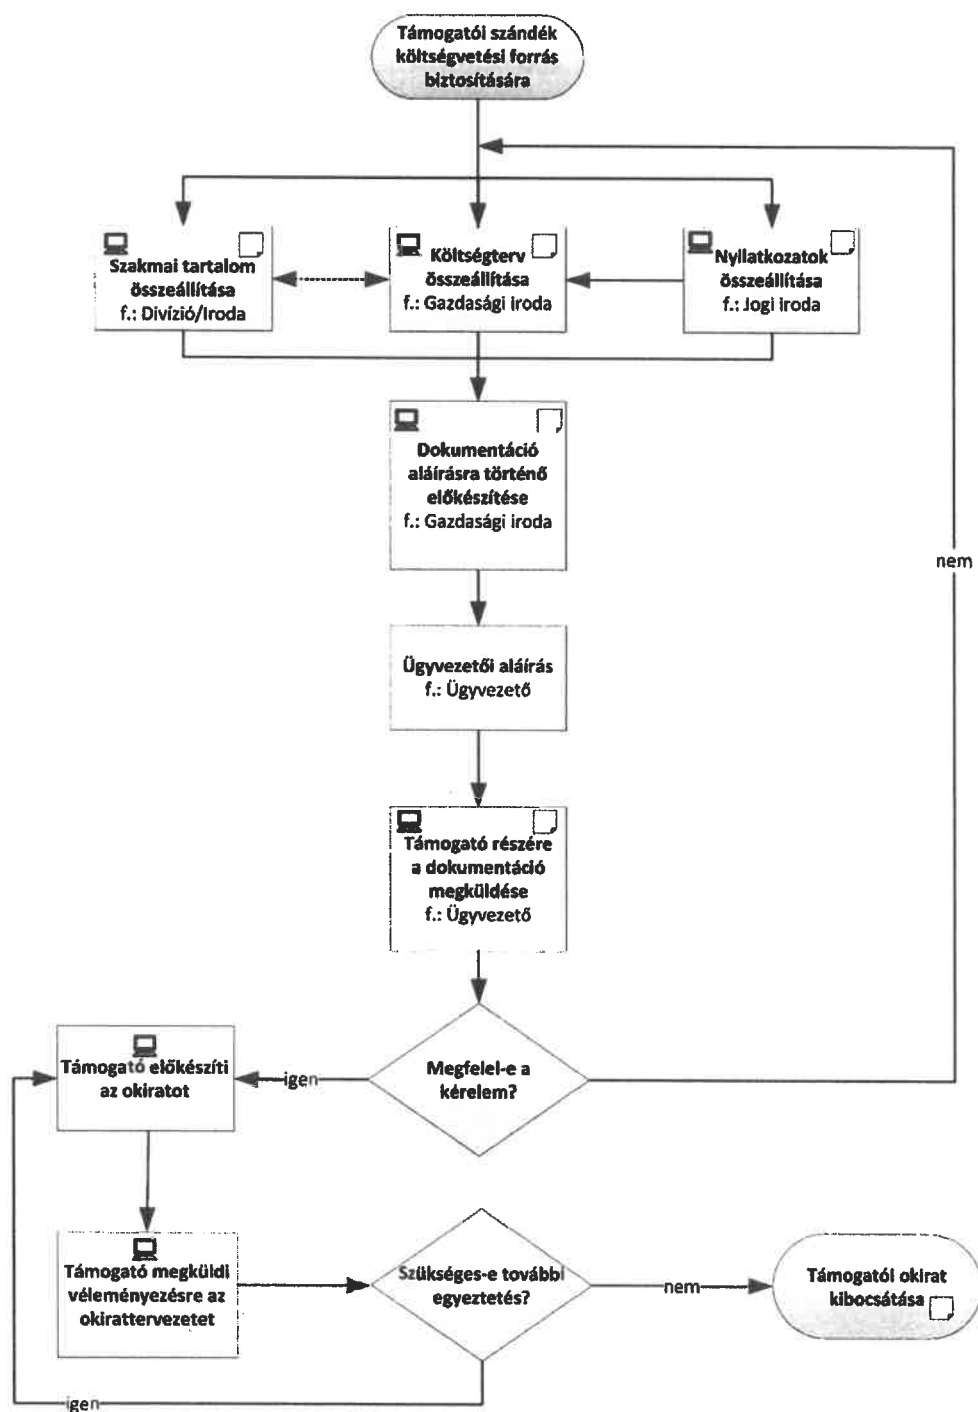 Támogatói szándék
költségvetési forrás
biztosítására
Szakmai tartalom
összeállítása
f.: Divízió/Iroda
Költségterv
összeállítása
f.: Gazdasági iroda
Nyilatkozatok
összeállítása
f.: Jogi iroda
Dokumentáció
aláírásra történő
előkészítése
f.: Gazdasági iroda
nem
Ügyvezetői aláírás
f.: Ügyvezető
Támogató részére
a dokumentáció
megküldése
f.: Ügyvezető
Támogató előkészíti
az okiratot
igen
Megfelel-e a
kérelem?
Támogató megküldi
véleményezésre az
okirattervezetet
Szükséges-e további
egyeztetés?
nem
Támogatói okirat
kibocsátása
igen